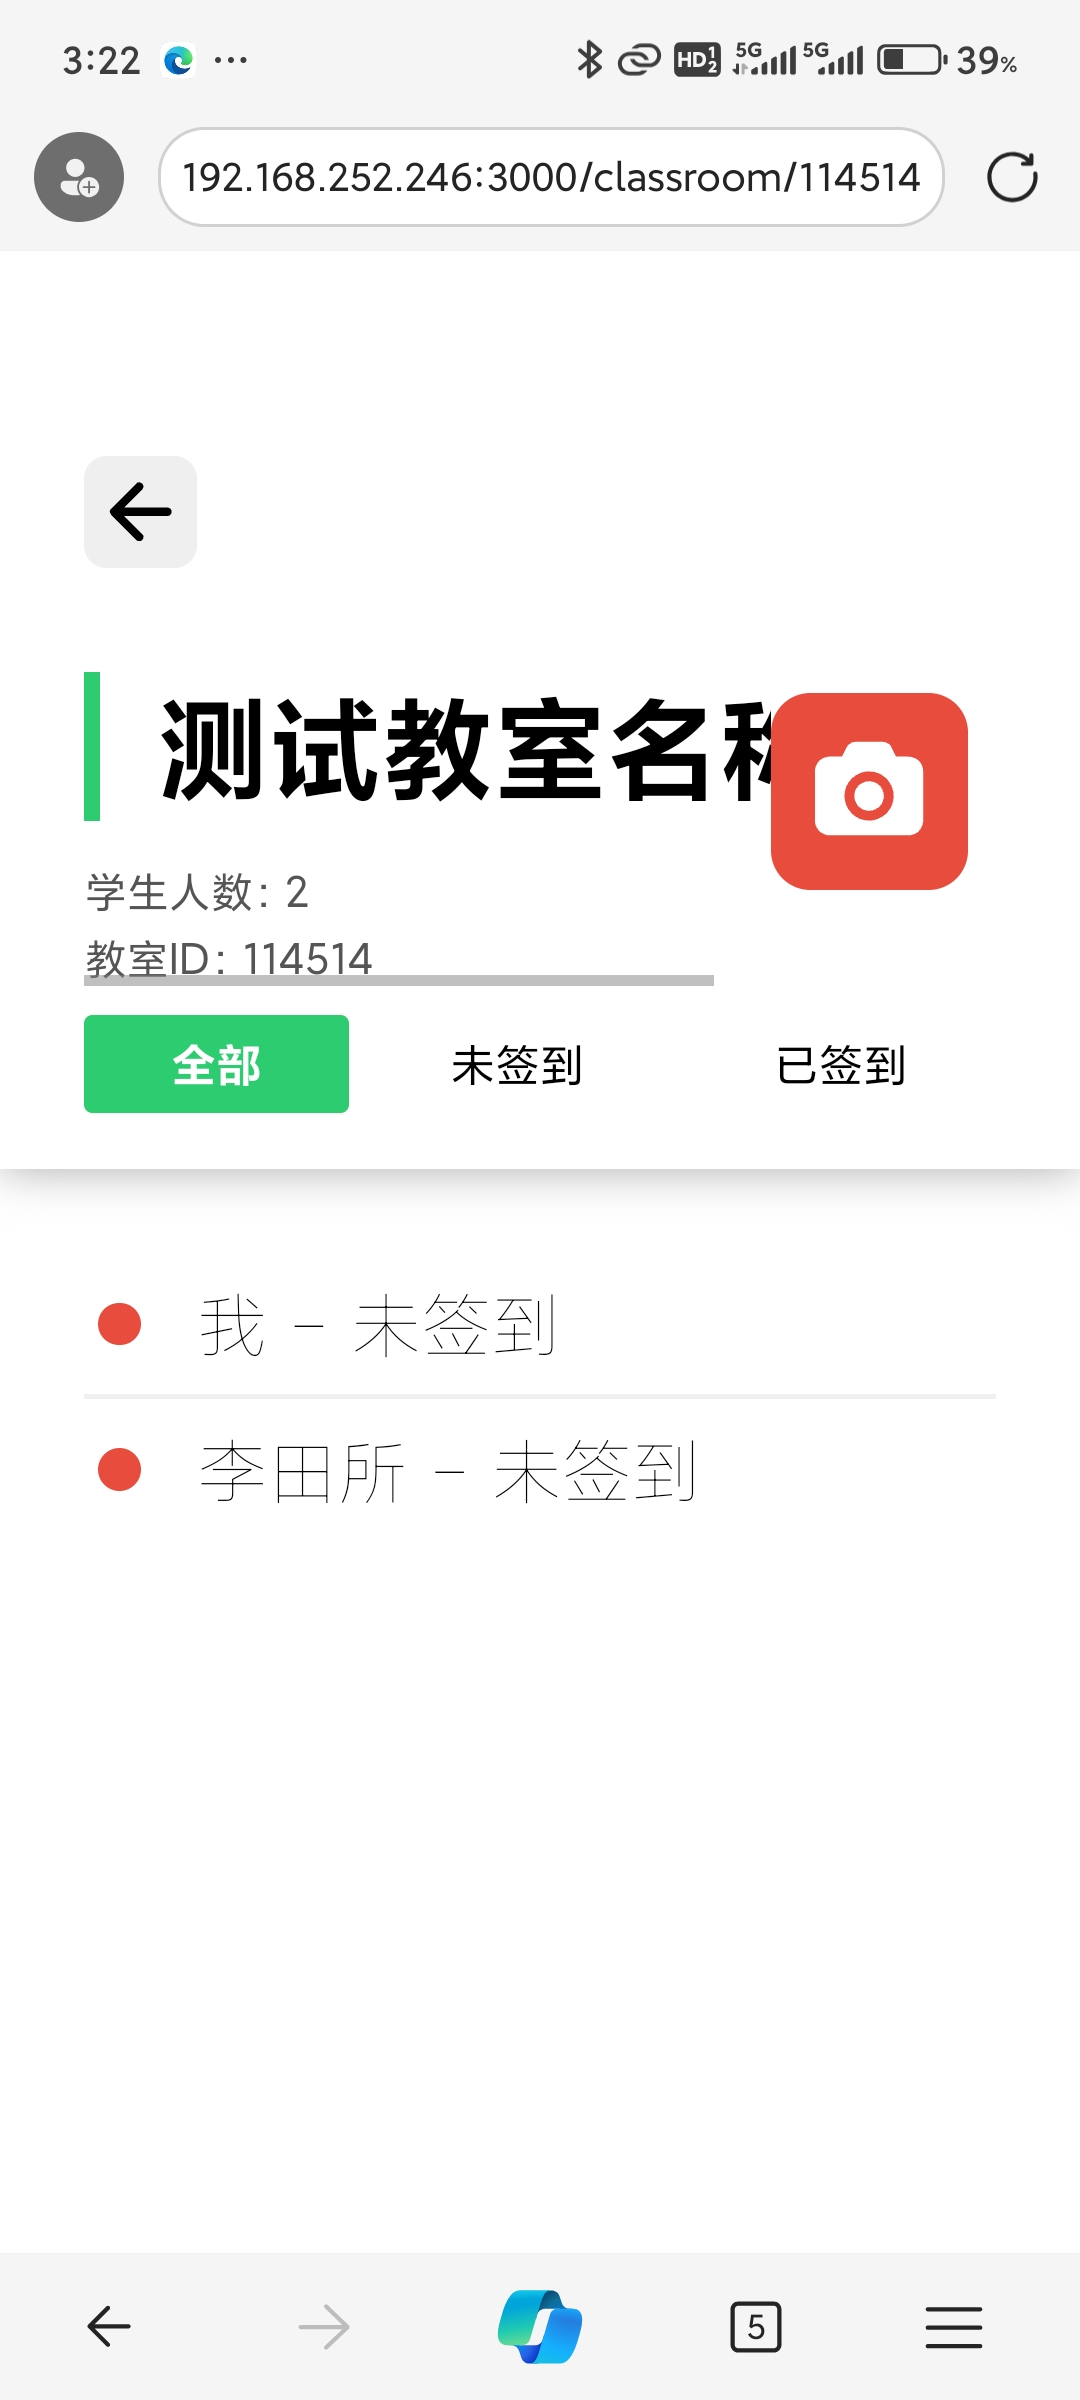 3:22 ... HD 1 2 5G 5G 39%
192.168.252.246:3000/classroom/114514
测试教室名
学生人数: 2
教室ID: 114514
全部 未签到 已签到
我 - 未签到
李田所 - 未签到
5